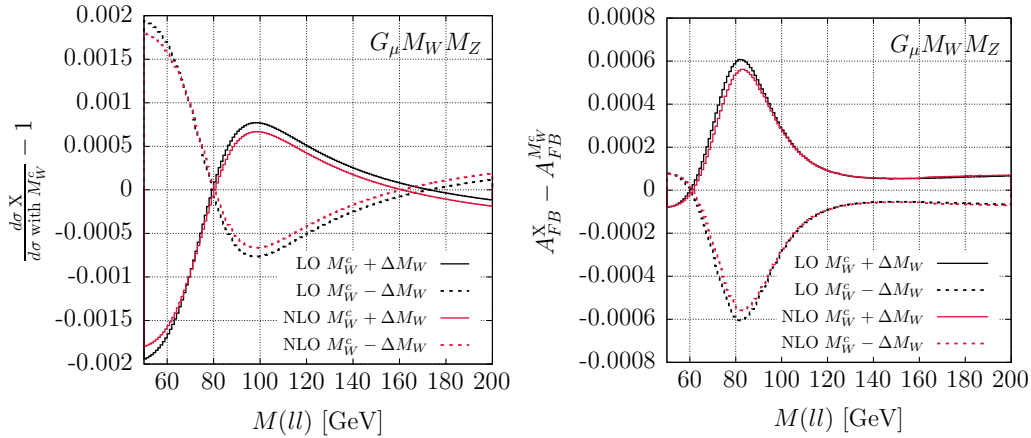 0.002
0.0015
0.001
0.0005
0
-0.0005
-0.001
-0.0015
-0.002
dσ X / dσ with M_W^c − 1
G_μ M_W M_Z
LO M_W^c + ΔM_W
LO M_W^c − ΔM_W
NLO M_W^c + ΔM_W
NLO M_W^c − ΔM_W
60 80 100 120 140 160 180 200
M(ll) [GeV]
0.0008
0.0006
0.0004
0.0002
0
-0.0002
-0.0004
-0.0006
-0.0008
A_FB^X − A_FB^{M_W^c}
G_μ M_W M_Z
LO M_W^c + ΔM_W
LO M_W^c − ΔM_W
NLO M_W^c + ΔM_W
NLO M_W^c − ΔM_W
60 80 100 120 140 160 180 200
M(ll) [GeV]